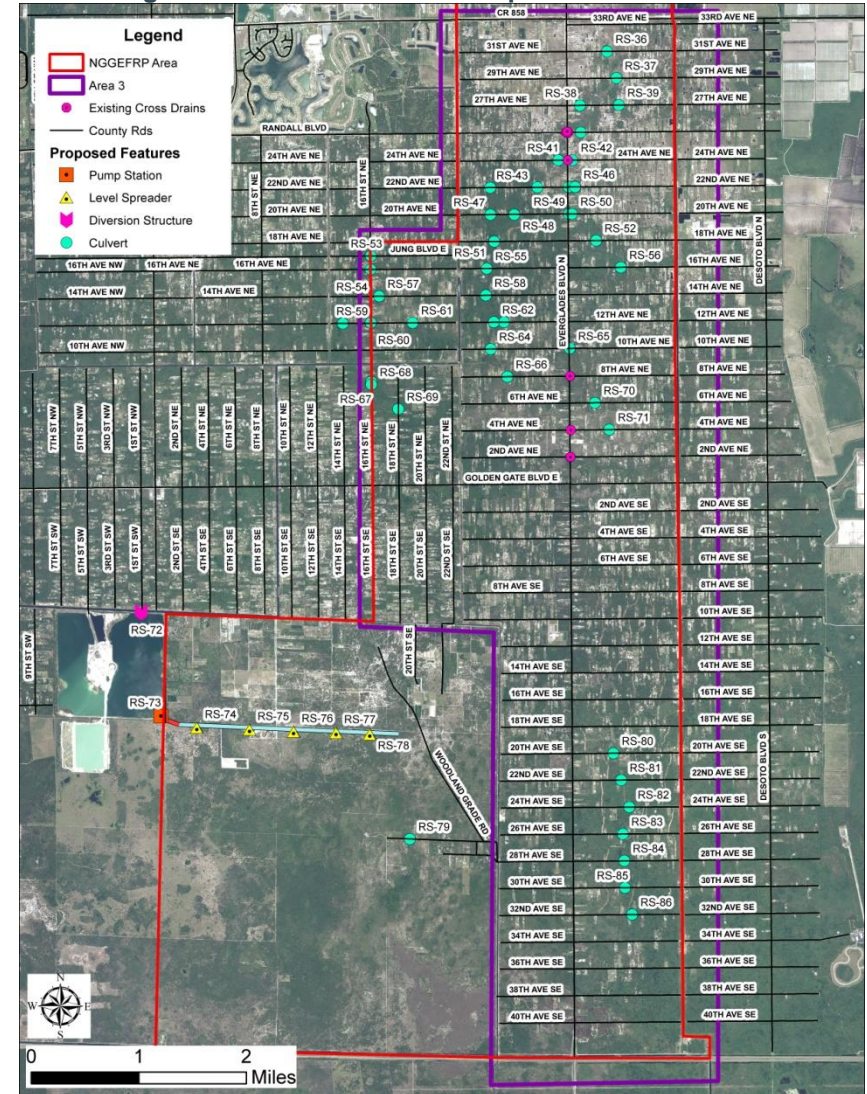 CR 858
33RD AVE NE
33RD AVE NE
Legend
NGGEFRP Area
Area 3
Existing Cross Drains
County Rds
Proposed Features
Pump Station
Level Spreader
Diversion Structure
Culvert
31ST AVE NE
RS-36
31ST AVE NE
29TH AVE NE
RS-37
29TH AVE NE
27TH AVE NE
RS-38
RS-39
27TH AVE NE
RANDALL BLVD
24TH AVE NE
24TH AVE NE
RS-41
RS-42
24TH AVE NE
24TH AVE NE
8TH ST NE
16TH ST NE
22ND AVE NE
22ND AVE NE
RS-43
RS-46
22ND AVE NE
20TH AVE NE
20TH AVE NE
RS-47
RS-49
RS-50
20TH AVE NE
DESOTO BLVD N
18TH AVE NE
RS-48
RS-52
18TH AVE NE
RS-53
JUNG BLVD E
RS-51
16TH AVE NW
16TH AVE NE
16TH AVE NE
RS-55
RS-56
16TH AVE NE
14TH AVE NW
14TH AVE NE
RS-54
RS-57
RS-58
14TH AVE NE
EVERGLADES BLVD N
RS-59
RS-61
RS-62
12TH AVE NE
12TH AVE NE
10TH AVE NW
RS-60
RS-64
RS-65
10TH AVE NE
10TH AVE NE
RS-66
8TH AVE NE
8TH AVE NE
RS-68
RS-67
6TH AVE NE
RS-70
6TH AVE NE
RS-69
RS-71
4TH AVE NE
4TH AVE NE
7TH ST NW
5TH ST NW
3RD ST NW
1ST ST NW
2ND ST NE
4TH ST NE
6TH ST NE
8TH ST NE
10TH ST NE
12TH ST NE
14TH ST NE
16TH ST NE
18TH ST NE
20TH ST NE
22ND ST NE
2ND AVE NE
2ND AVE NE
GOLDEN GATE BLVD E
7TH ST SW
5TH ST SW
3RD ST SW
1ST ST SW
2ND ST SE
4TH ST SE
6TH ST SE
8TH ST SE
10TH ST SE
12TH ST SE
14TH ST SE
16TH ST SE
18TH ST SE
20TH ST SE
22ND ST SE
2ND AVE SE
2ND AVE SE
4TH AVE SE
4TH AVE SE
6TH AVE SE
6TH AVE SE
8TH AVE SE
8TH AVE SE
10TH AVE SE
RS-72
12TH AVE SE
9TH ST SW
20TH ST SE
14TH AVE SE
14TH AVE SE
16TH AVE SE
16TH AVE SE
RS-73
RS-74
RS-75
RS-76
RS-77
RS-78
18TH AVE SE
18TH AVE SE
20TH AVE SE
RS-80
20TH AVE SE
DESOTO BLVD S
22ND AVE SE
RS-81
22ND AVE SE
WOODLAND GRADE RD
24TH AVE SE
RS-82
24TH AVE SE
RS-79
26TH AVE SE
RS-83
26TH AVE SE
28TH AVE SE
RS-84
28TH AVE SE
30TH AVE SE
RS-85
30TH AVE SE
32ND AVE SE
RS-86
32ND AVE SE
34TH AVE SE
34TH AVE SE
36TH AVE SE
36TH AVE SE
38TH AVE SE
38TH AVE SE
40TH AVE SE
40TH AVE SE
N
W E
S
0 1 2
Miles